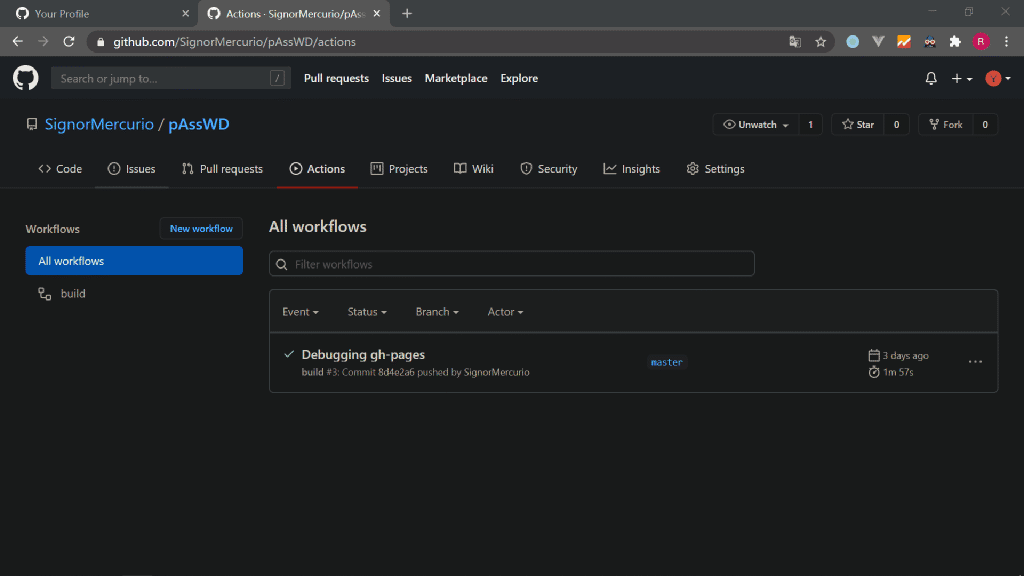 Your Profile
Actions · SignorMercurio/pAss
github.com/SignorMercurio/pAssWD/actions
R
Search or jump to...
/
Pull requests Issues Marketplace Explore
SignorMercurio / pAssWD
Unwatch 1 Star 0 Fork 0
Code Issues Pull requests Actions Projects Wiki Security Insights Settings
Workflows
New workflow
All workflows
build
All workflows
Filter workflows
Event Status Branch Actor
Debugging gh-pages
build #3: Commit 8d4e2a6 pushed by SignorMercurio
master
3 days ago
1m 57s